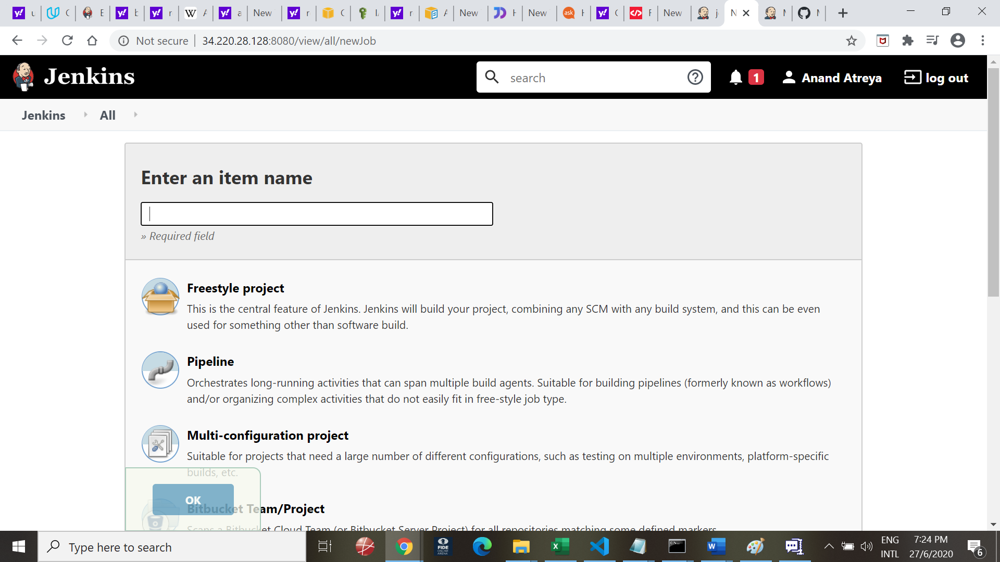 New
New
New
New
Not secure
34.220.28.128:8080/view/all/newJob
Jenkins
search
1
Anand Atreya
log out
Jenkins
All
Enter an item name
» Required field
Freestyle project
This is the central feature of Jenkins. Jenkins will build your project, combining any SCM with any build system, and this can be even
used for something other than software build.
Pipeline
Orchestrates long-running activities that can span multiple build agents. Suitable for building pipelines (formerly known as workflows)
and/or organizing complex activities that do not easily fit in free-style job type.
Multi-configuration project
Suitable for projects that need a large number of different configurations, such as testing on multiple environments, platform-specific
builds, etc.
OK
Bitbucket Team/Project
Scans a Bitbucket Cloud Team (or Bitbucket Server Project) for all repositories matching some defined markers.
Type here to search
FIDE
ONLINE
ARENA
ENG
INTL
7:24 PM
27/6/2020
6